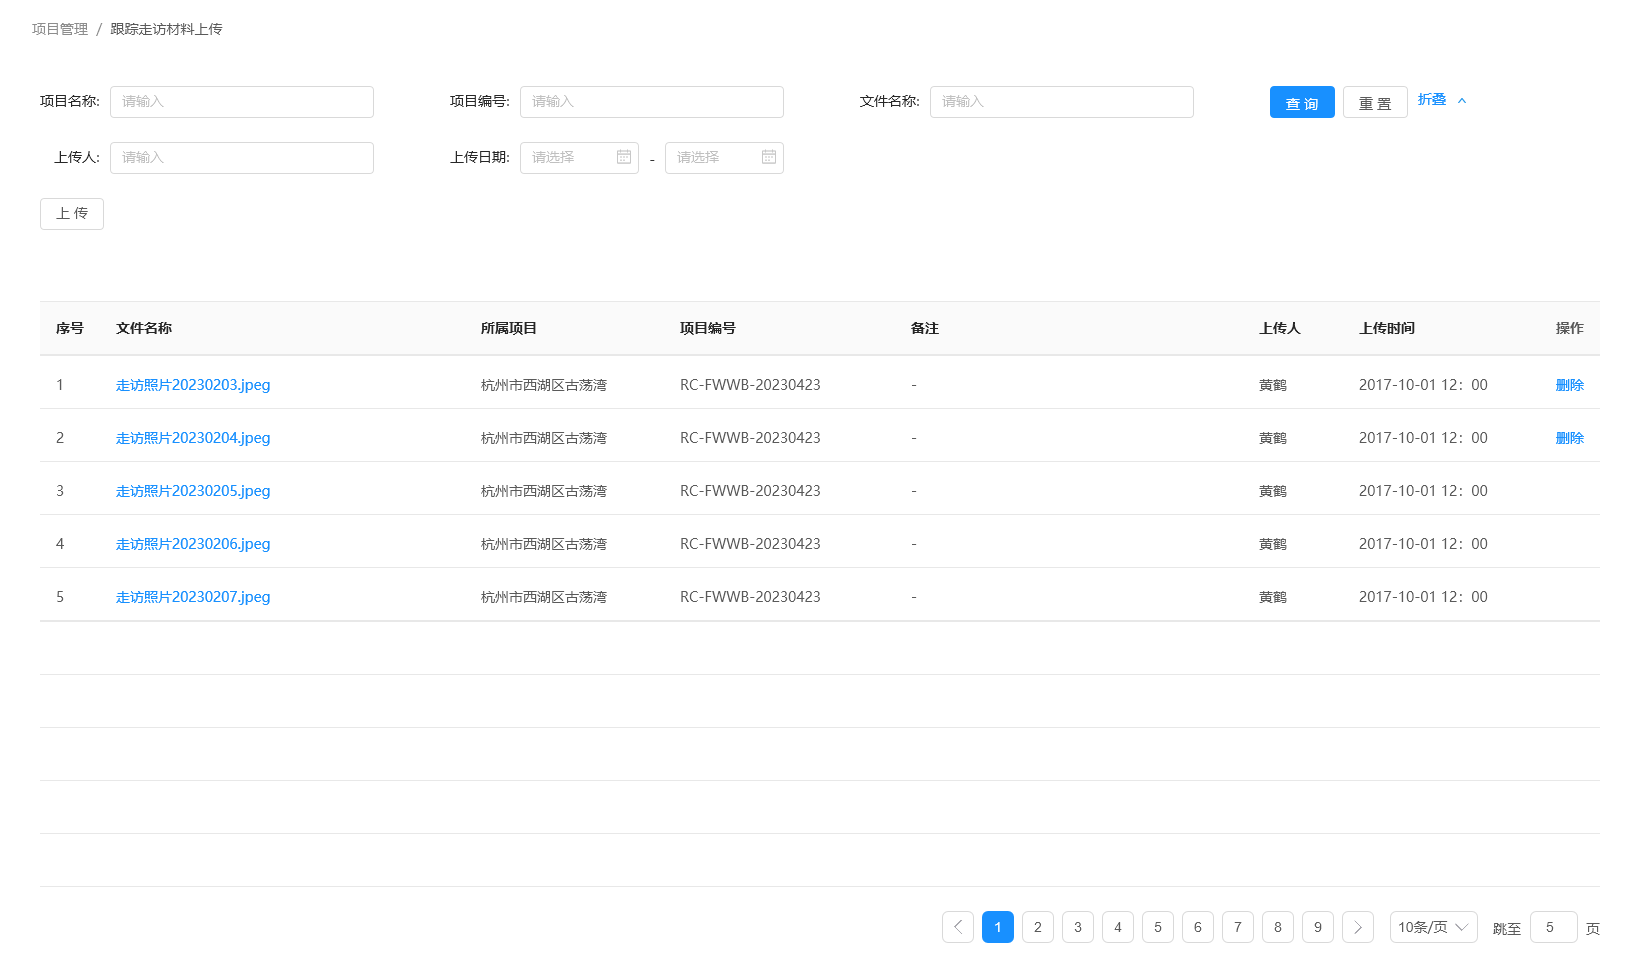 项目管理 / 跟踪走访材料上传
项目名称: 请输入 项目编号: 请输入 文件名称: 请输入 查 询 重 置 折叠
上传人: 请输入 上传日期: 请选择 - 请选择
上 传
序号 文件名称 所属项目 项目编号 备注 上传人 上传时间 操作
1 走访照片20230203.jpeg 杭州市西湖区古荡湾 RC-FWWB-20230423 - 黄鹤 2017-10-01 12：00 删除
2 走访照片20230204.jpeg 杭州市西湖区古荡湾 RC-FWWB-20230423 - 黄鹤 2017-10-01 12：00 删除
3 走访照片20230205.jpeg 杭州市西湖区古荡湾 RC-FWWB-20230423 - 黄鹤 2017-10-01 12：00
4 走访照片20230206.jpeg 杭州市西湖区古荡湾 RC-FWWB-20230423 - 黄鹤 2017-10-01 12：00
5 走访照片20230207.jpeg 杭州市西湖区古荡湾 RC-FWWB-20230423 - 黄鹤 2017-10-01 12：00
1 2 3 4 5 6 7 8 9 10条/页 跳至 5 页